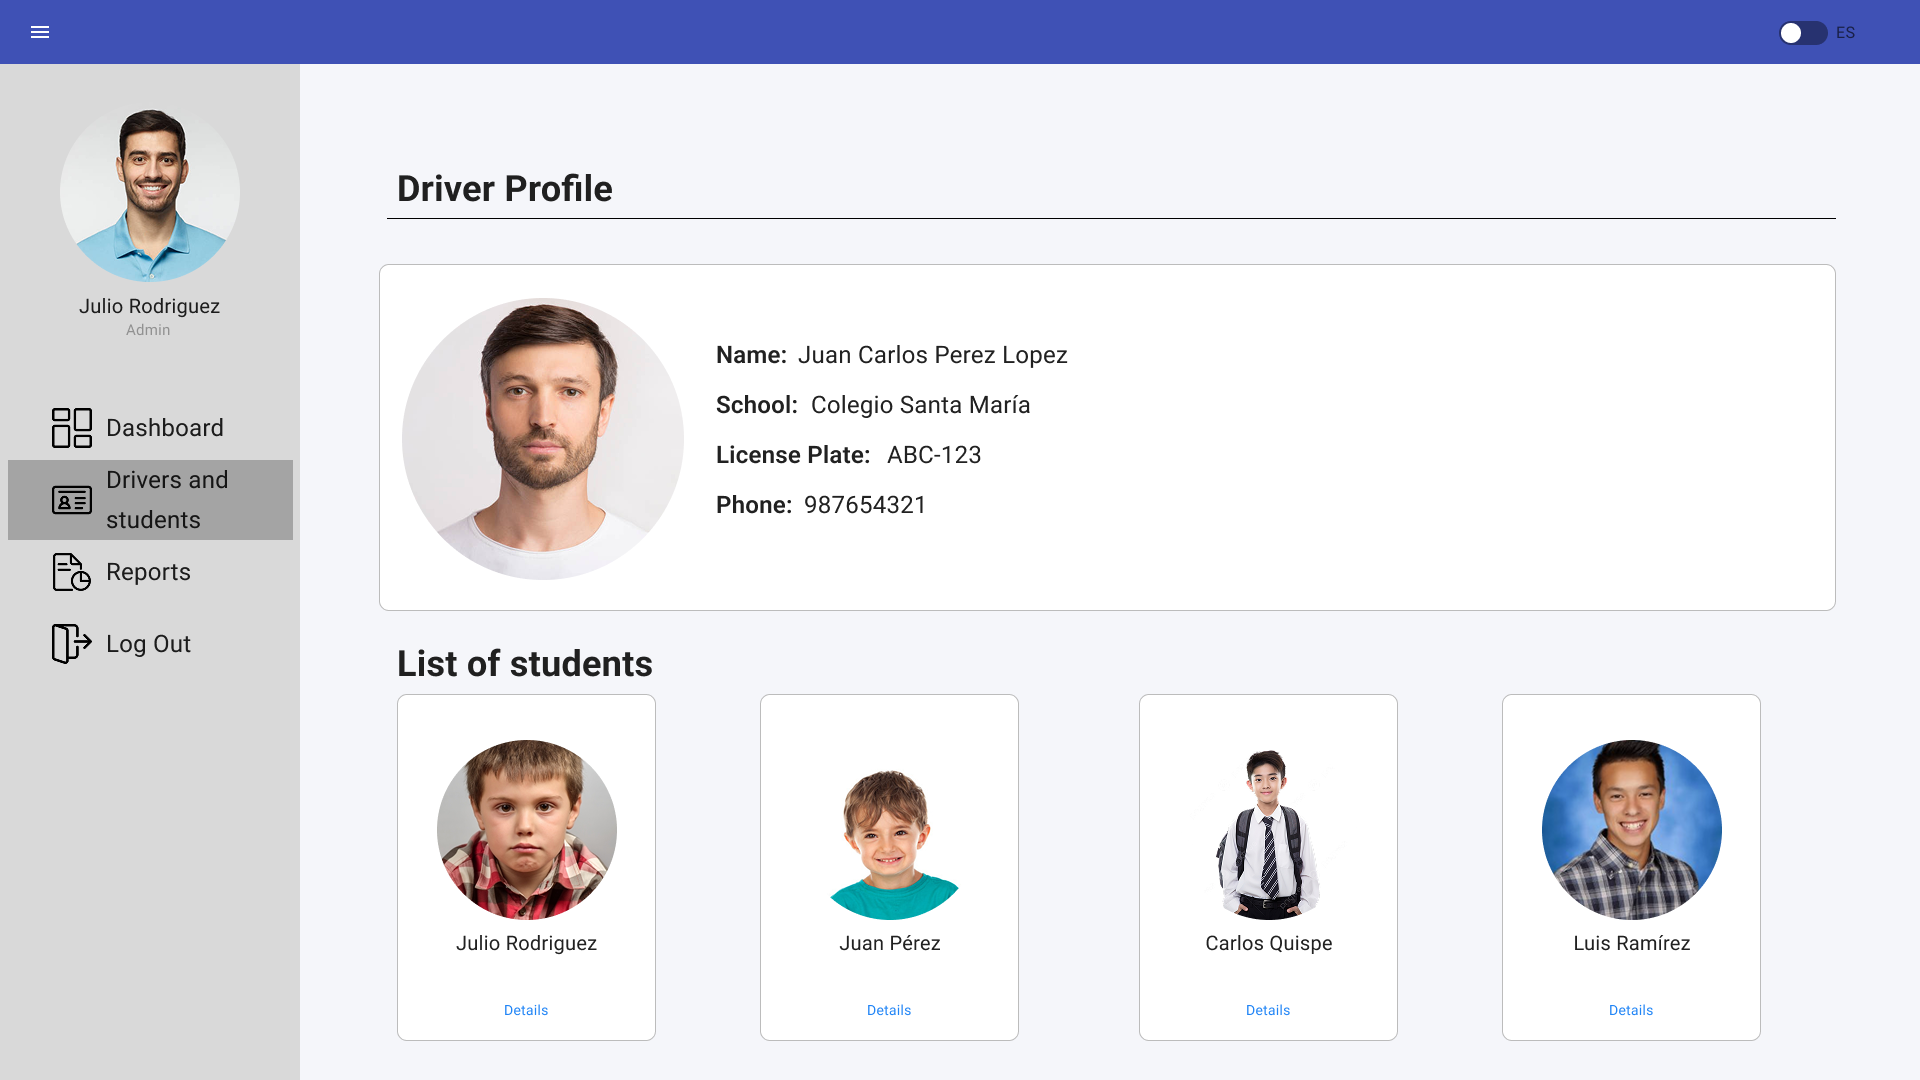 ES
Julio Rodriguez
Admin
Dashboard
Drivers and
students
Reports
Log Out
Driver Profile
Name: Juan Carlos Perez Lopez
School: Colegio Santa María
License Plate: ABC-123
Phone: 987654321
List of students
Julio Rodriguez
Details
Juan Pérez
Details
Carlos Quispe
Details
Luis Ramírez
Details